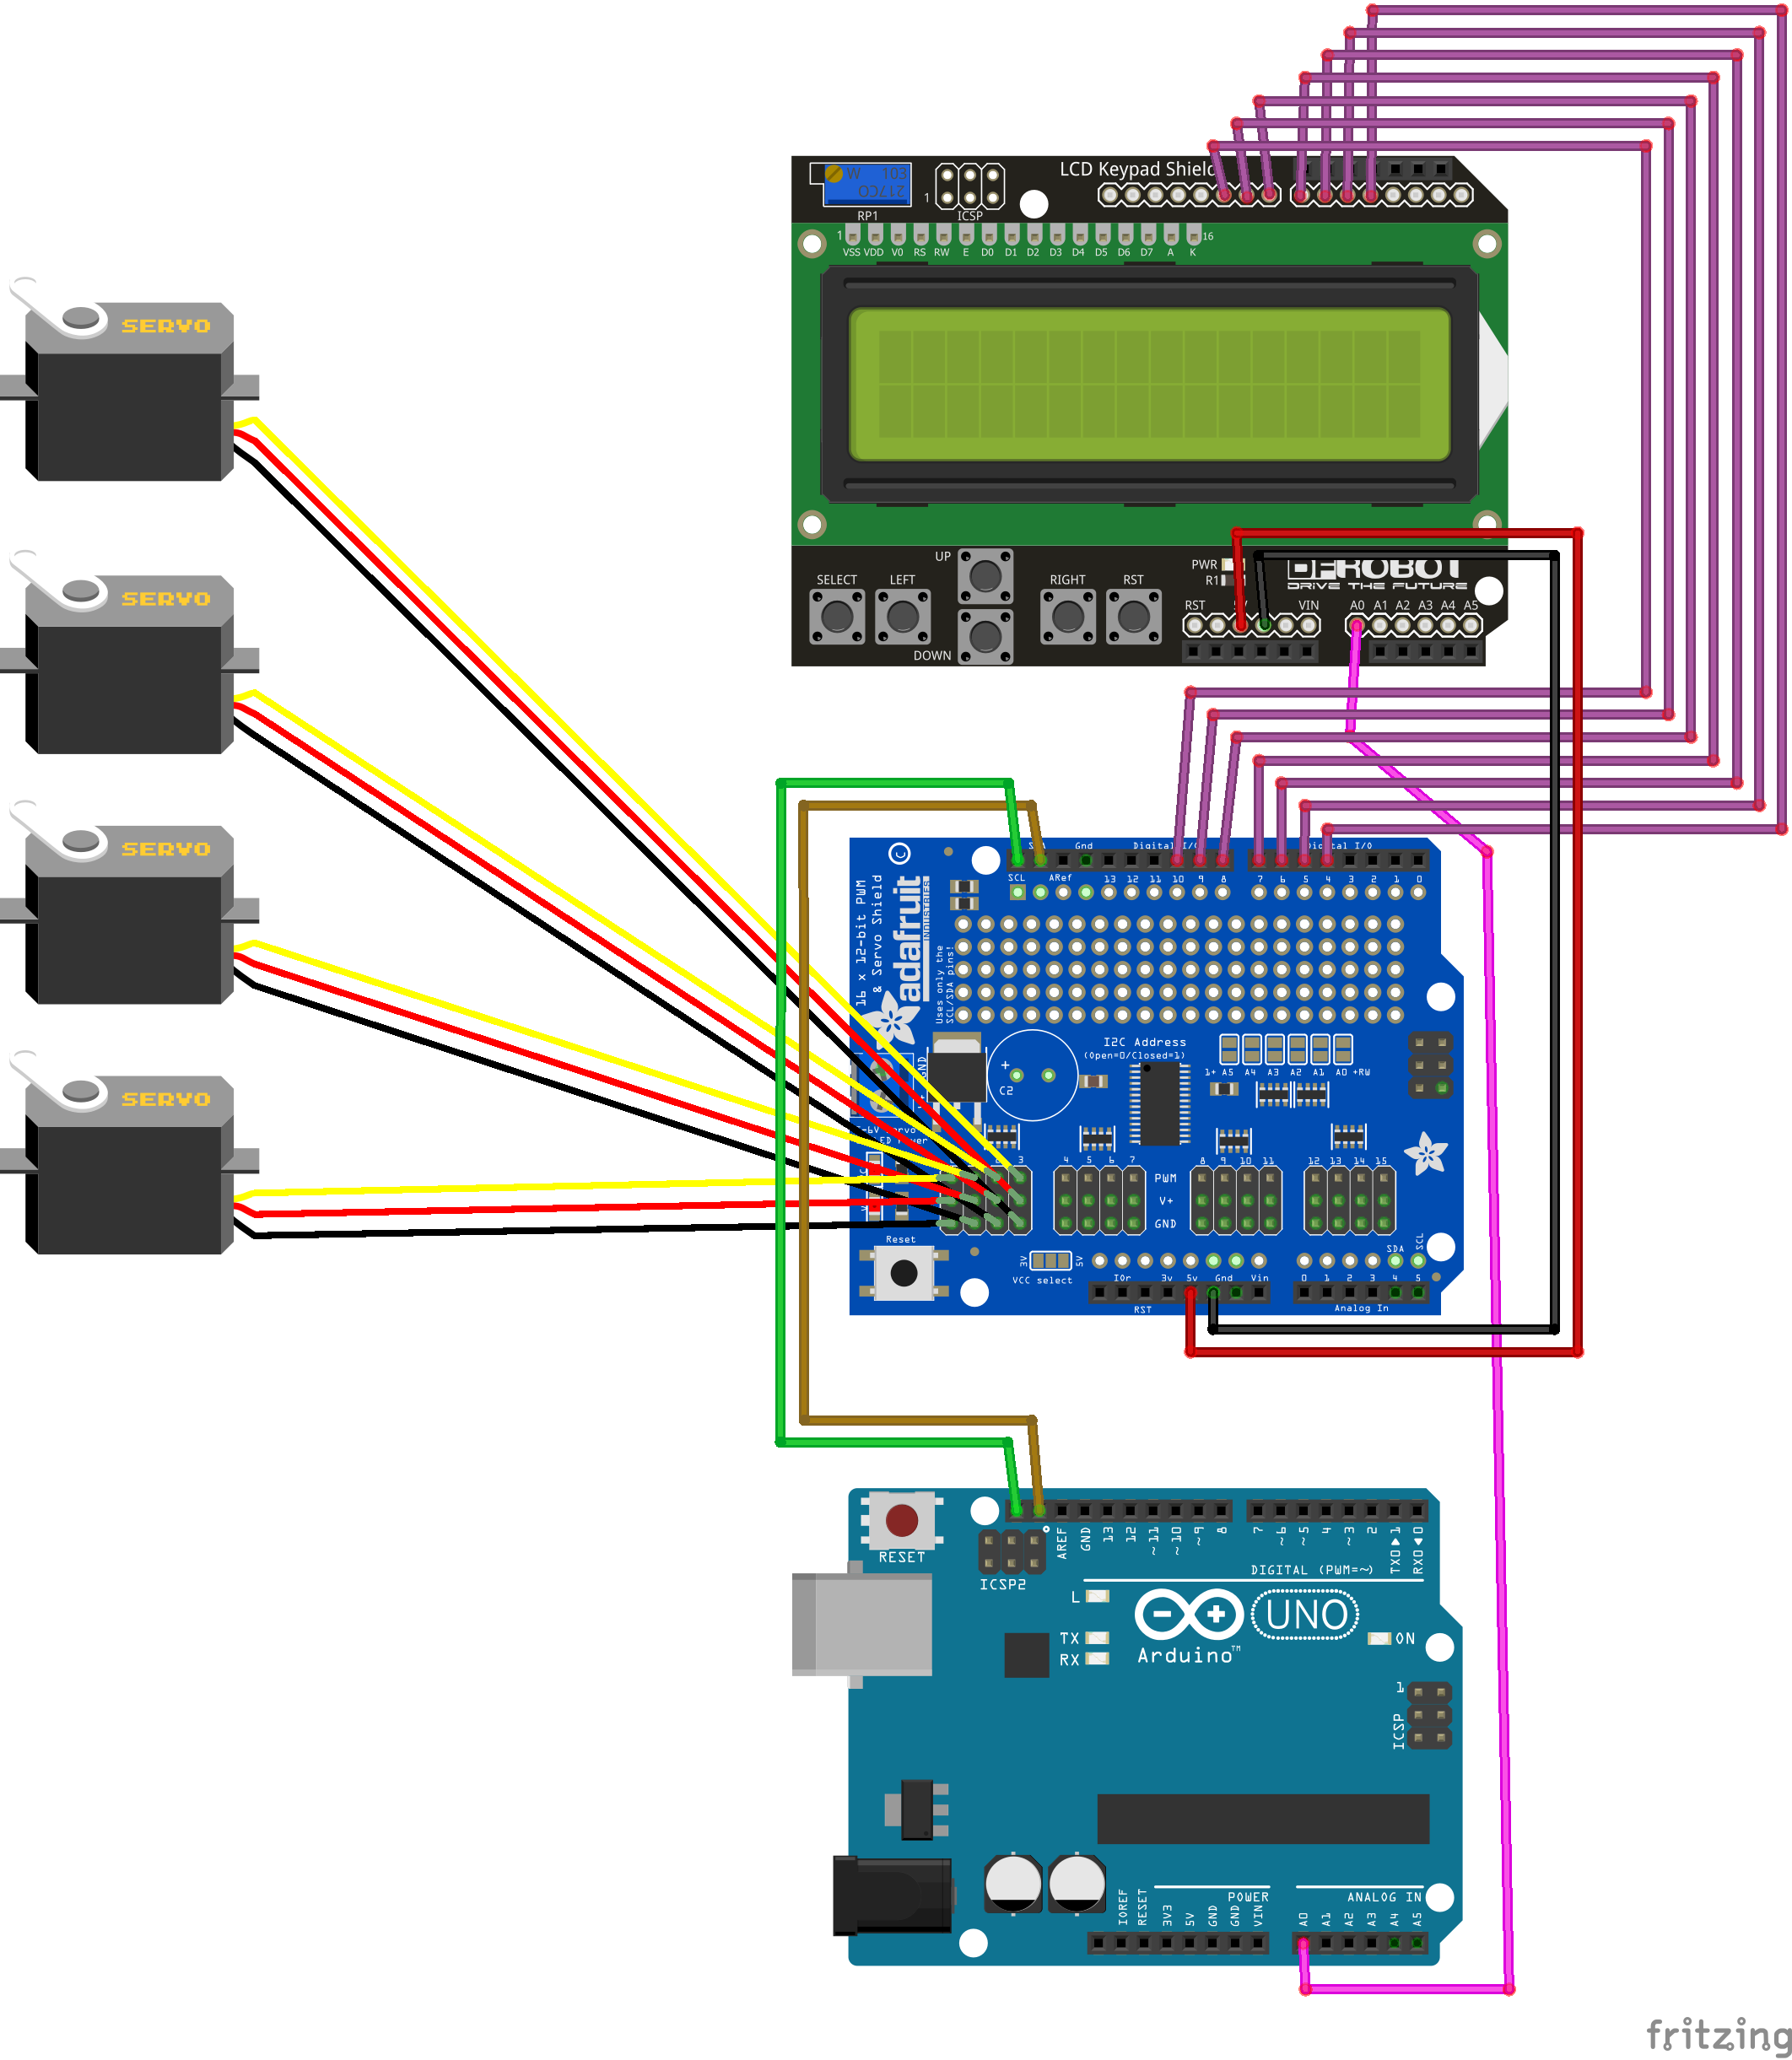 LCD Keypad Shield
W 103
217CO
RP1
1
ICSP
1
VSS VDD V0 RS RW E D0 D1 D2 D3 D4 D5 D6 D7 A K
16
SERVO
SERVO
SERVO
SERVO
UP
SELECT
LEFT
RIGHT
RST
DOWN
PWR
R1
DFROBOT
DRIVE THE FUTURE
RST
VIN
A0 A1 A2 A3 A4 A5
Gnd
Digital I/O
SCL
ARef
13 12 11 10 9 8
7 6 5 4 3 2 1 0
16 x 12-bit PWM
& Servo Shield
adafruit
INDUSTRIES
Uses only the
SCL/SDA pins!
I2C Address
(Open=0/Closed=1)
1+ A5 A4 A3 A2 A1 A0 +RW
+
C2
GND
3
4 5 6 7
8 9 10 11
12 13 14 15
PWM
V+
GND
Reset
3V
5V
VCC select
IOr
3v
5v
Gnd
Vin
RST
0 1 2 3 4 5
SDA
SCL
Analog In
RESET
ICSP2
AREF
GND
13
12
~11
~10
~9
8
7
~6
~5
4
~3
2
TX0 1
RX0 0
DIGITAL (PWM=~)
L
TX
RX
UNO
Arduino
TM
ON
1
ICSP
IOREF
RESET
3V3
5V
GND
GND
VIN
POWER
ANALOG IN
A0
A1
A2
A3
A4
A5
fritzing